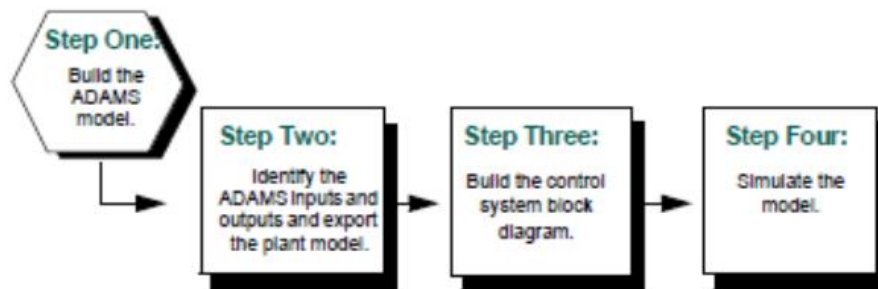 Step One:
Build the
ADAMS
model.
Step Two:
Identify the
ADAMS inputs and
outputs and export
the plant model.
Step Three:
Build the control
system block
diagram.
Step Four:
Simulate the
model.